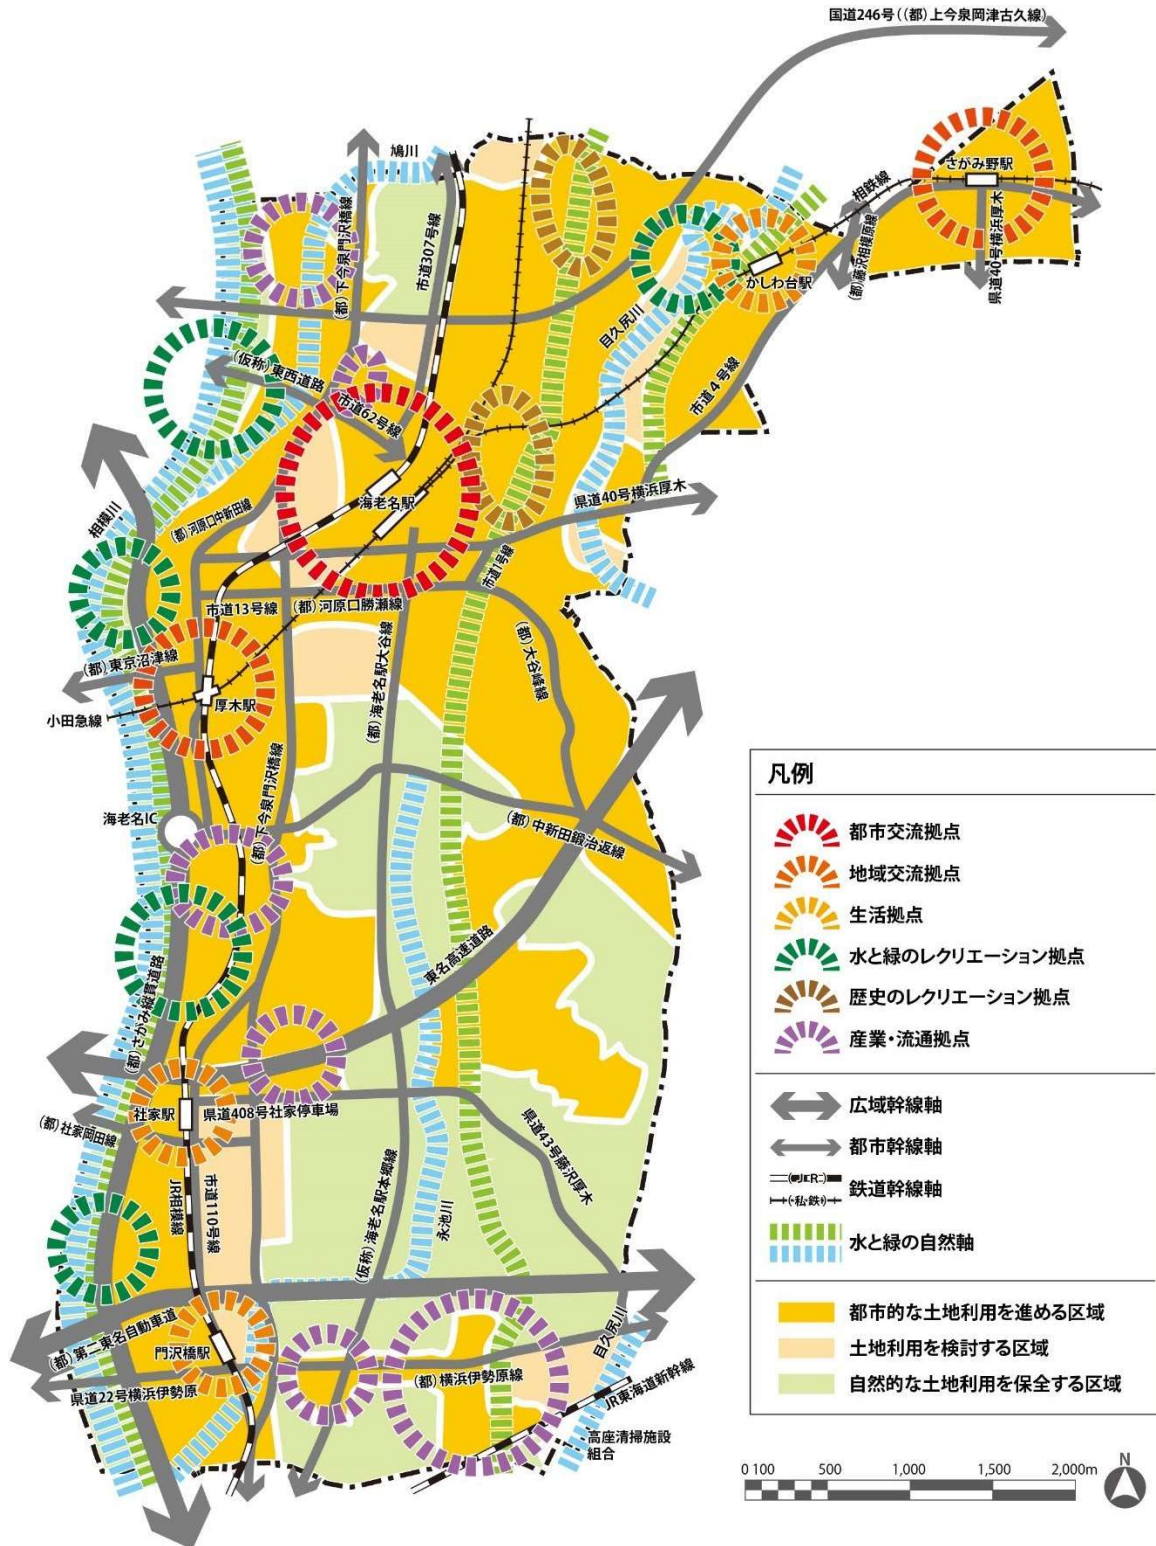 国道246号((都)上今泉岡津古久線)
鳩川
さがみ野駅
相鉄線
(都)下今泉門沢橋線
市道307号線
かしわ台駅
(都)藤沢相模原線
県道40号横浜厚木
目久尻川
(仮称)東西道路
市道62号線
市道4号線
海老名駅
県道40号横浜厚木
相模川
(都)河原口中新田線
市道1号線
市道13号線
(都)河原口勝瀬線
(都)東京沼津線
(都)海老名駅大谷線
(都)大谷峰線
小田急線
厚木駅
(都)下今泉門沢橋線
海老名IC
(都)中新田鍛治返線
東名高速道路
(都)さがみ縦貫道路
社家駅
県道408号社家停車場
(都)社家岡田線
県道43号藤沢厚木
JR相模線
市道110号線
(仮称)海老名駅本郷線
永池川
(都)第二東名自動車道
門沢橋駅
目久尻川
(都)横浜伊勢原線
県道22号横浜伊勢原
JR東海道新幹線
高座清掃施設
組合
凡例
都市交流拠点
地域交流拠点
生活拠点
水と緑のレクリエーション拠点
歴史のレクリエーション拠点
産業・流通拠点
広域幹線軸
都市幹線軸
(JR)
(私鉄)
鉄道幹線軸
水と緑の自然軸
都市的な土地利用を進める区域
土地利用を検討する区域
自然的な土地利用を保全する区域
0 100 500 1,000 1,500 2,000m
N